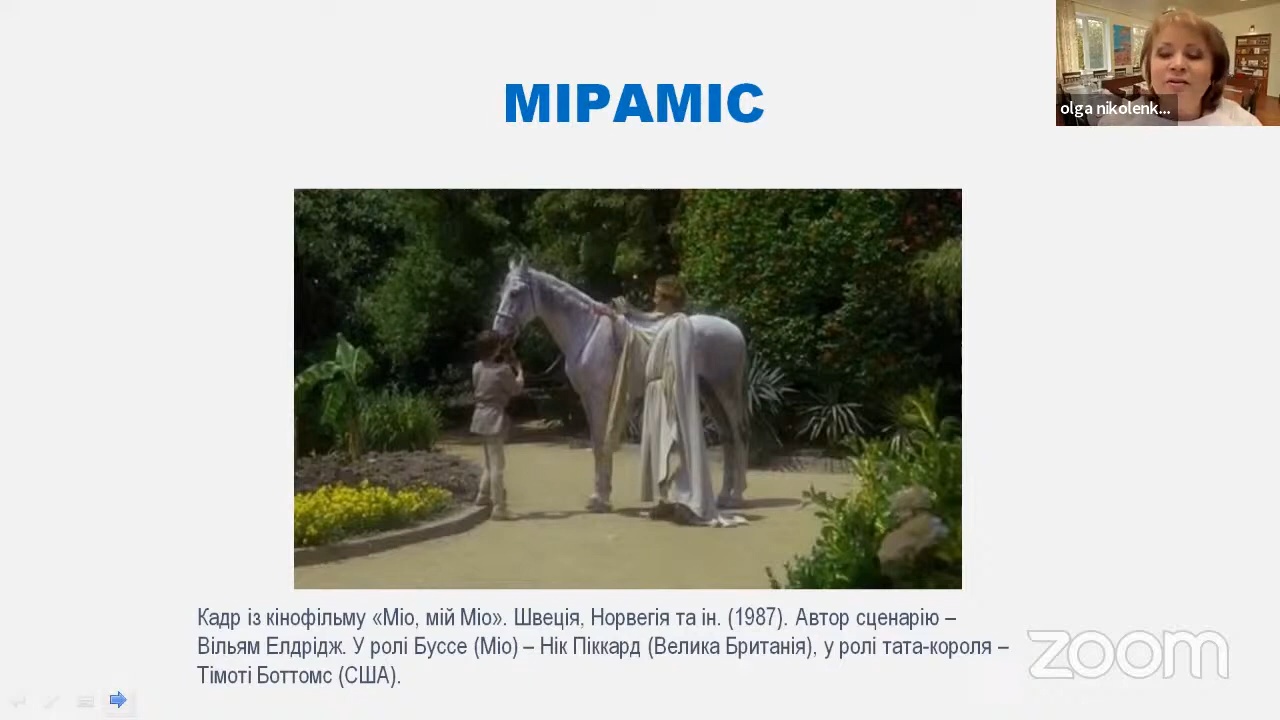 МІРАМІС
olga nikolenk...
Кадр із кінофільму «Міо, мій Міо». Швеція, Норвегія та ін. (1987). Автор сценарію –
Вільям Елдрідж. У ролі Буссе (Міо) – Нік Піккард (Велика Британія), у ролі тата-короля –
Тімоті Боттомс (США).
zoom